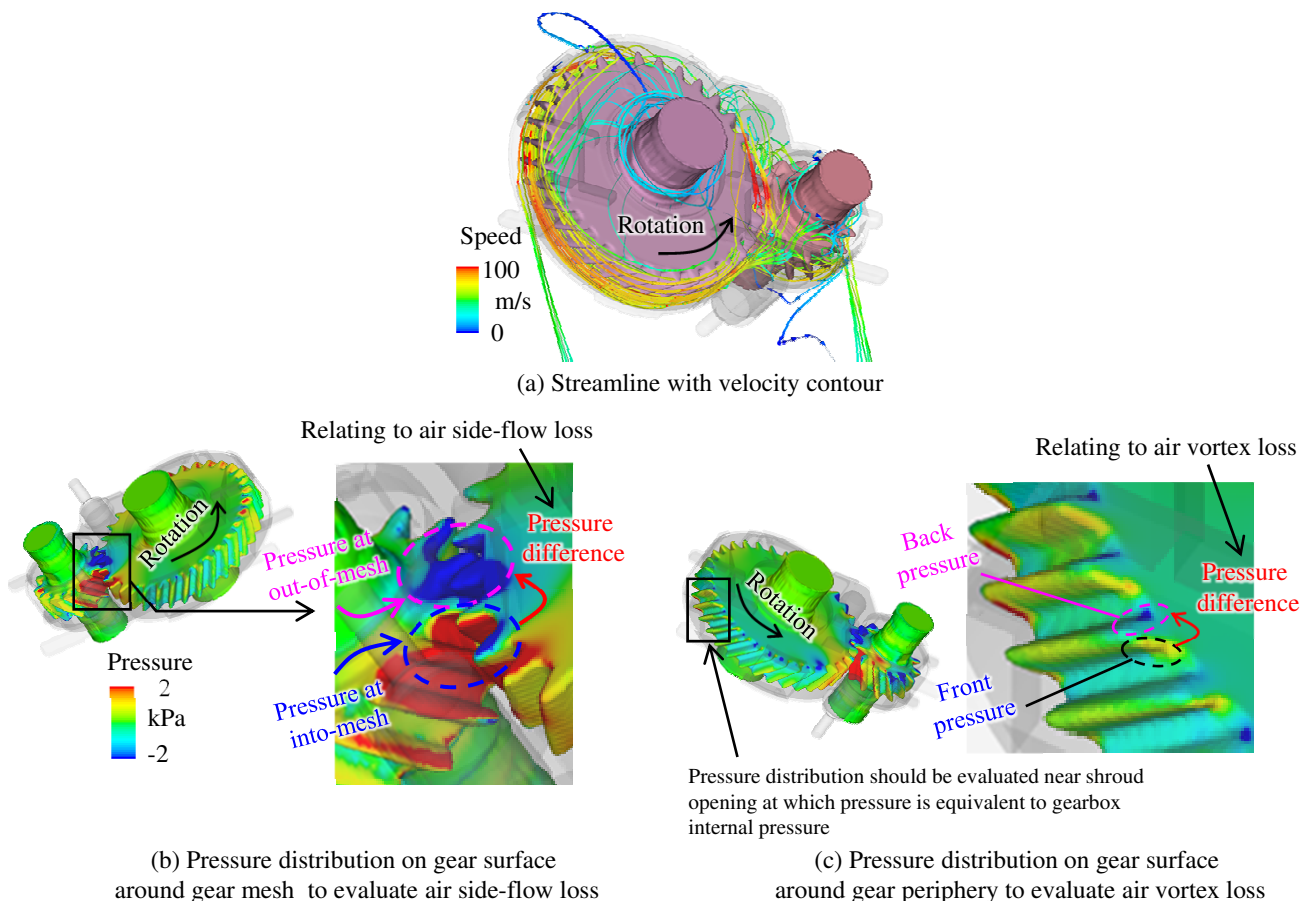 Rotation
Speed
100
m/s
0
(a) Streamline with velocity contour
Relating to air side-flow loss
Rotation
Pressure at
out-of-mesh
Pressure
difference
Pressure at
into-mesh
Pressure
2
kPa
-2
(b) Pressure distribution on gear surface
around gear mesh to evaluate air side-flow loss
Relating to air vortex loss
Rotation
Back
pressure
Pressure
difference
Front
pressure
Pressure distribution should be evaluated near shroud
opening at which pressure is equivalent to gearbox
internal pressure
(c) Pressure distribution on gear surface
around gear periphery to evaluate air vortex loss